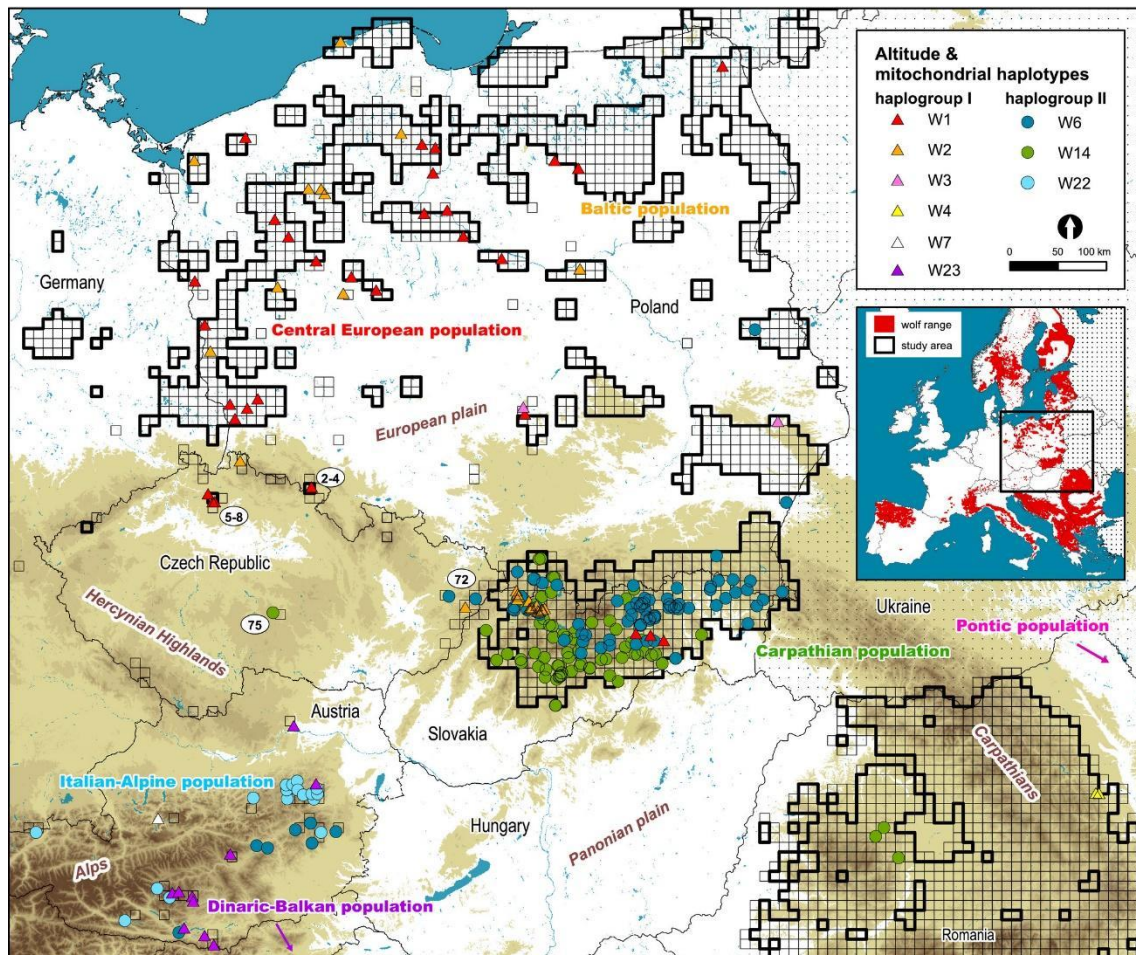 Altitude &
mitochondrial haplotypes
haplogroup I
haplogroup II
W1
W2
W3
W4
W7
W23
W6
W14
W22
0 50 100 km
wolf range
study area
Baltic population
Germany
Poland
Central European population
European plain
2-4
5-8
Czech Republic
72
Hercynian Highlands
75
Ukraine
Pontic population
Carpathian population
Austria
Slovakia
Italian-Alpine population
Carpathians
Hungary
Panonian plain
Alps
Dinaric-Balkan population
Romania